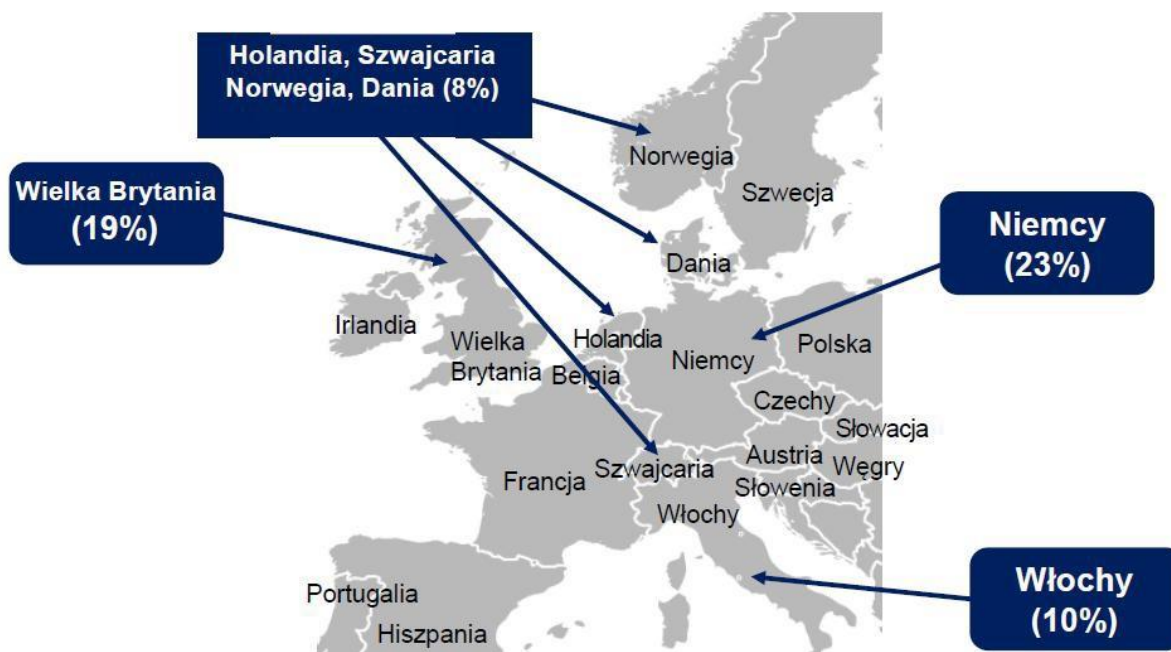 Holandia, Szwajcaria
Norwegia, Dania (8%)
Wielka Brytania
(19%)
Niemcy
(23%)
Włochy
(10%)
Norwegia
Szwecja
Dania
Irlandia
Wielka
Brytania
Holandia
Belgia
Niemcy
Polska
Czechy
Słowacja
Austria
Węgry
Szwajcaria
Słowenia
Francja
Włochy
Portugalia
Hiszpania